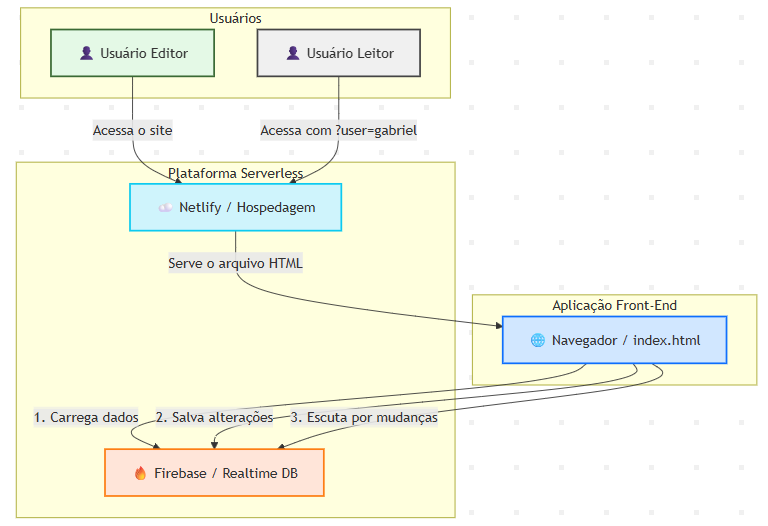 Usuários
👤 Usuário Editor
👤 Usuário Leitor
Acessa o site
Acessa com ?user=gabriel
Plataforma Serverless
☁️ Netlify / Hospedagem
Serve o arquivo HTML
Aplicação Front-End
🌐 Navegador / index.html
1. Carrega dados
2. Salva alterações
3. Escuta por mudanças
🔥 Firebase / Realtime DB